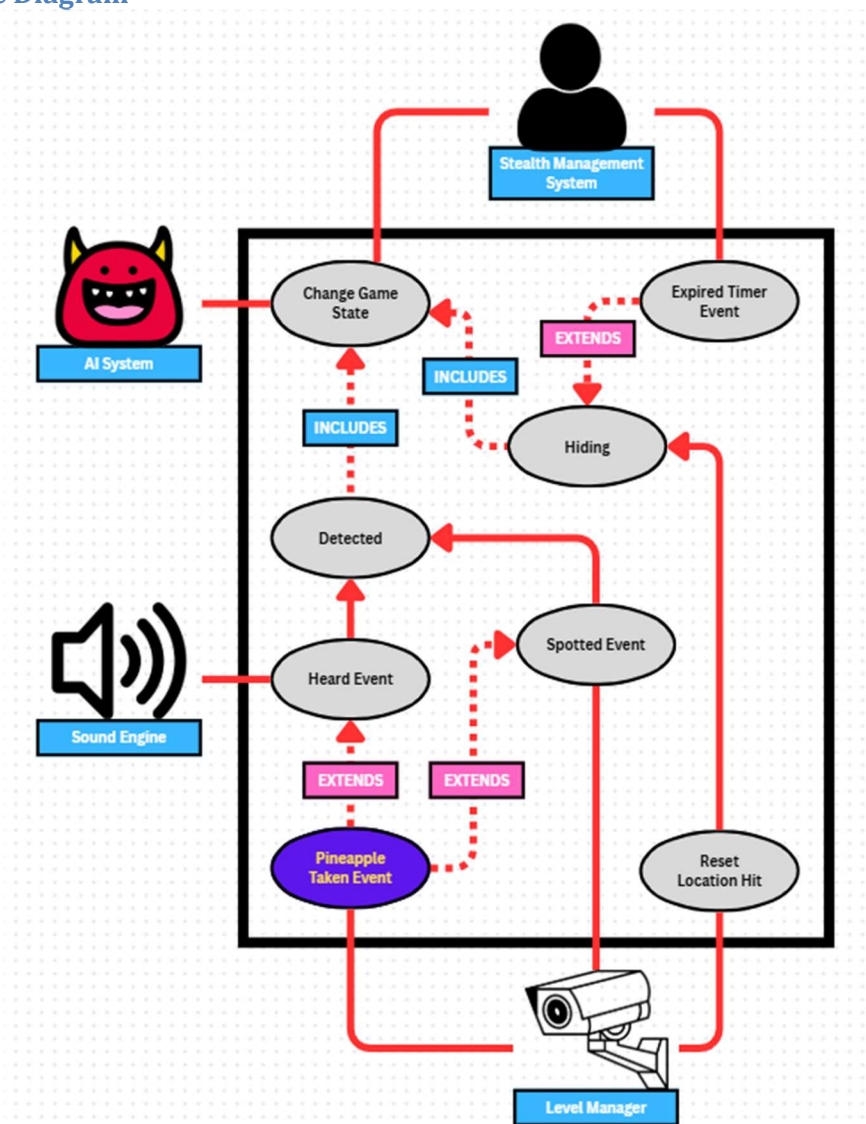 Diagram
Stealth Management
System
Change Game
State
Expired Timer
Event
EXTENDS
AI System
INCLUDES
INCLUDES
Hiding
Detected
Spotted Event
Heard Event
Sound Engine
EXTENDS
EXTENDS
Pineapple
Taken Event
Reset
Location Hit
Level Manager